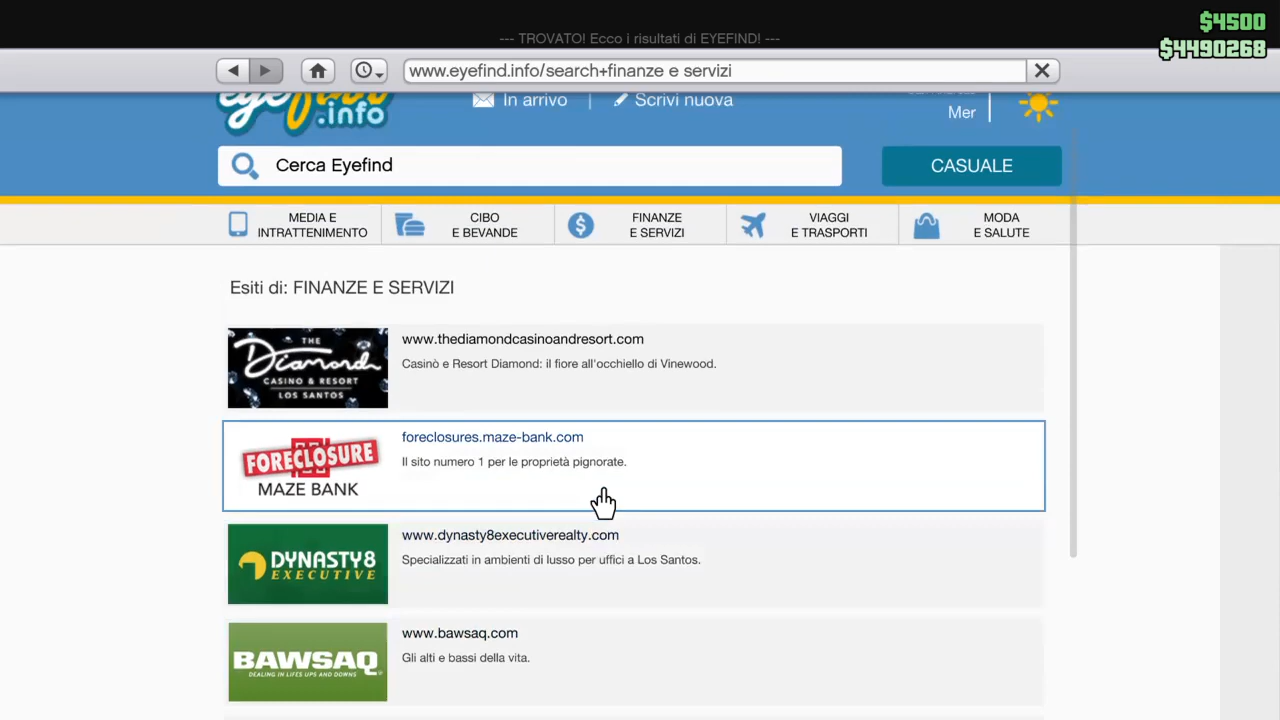 $4500
--- TROVATO! Ecco i risultati di EYEFIND! ---
$4490268
www.eyefind.info/search+finanze e servizi
eyefind
.info
In arrivo | Scrivi nuova
Mer
Cerca Eyefind
CASUALE
MEDIA E
INTRATTENIMENTO
CIBO
E BEVANDE
FINANZE
E SERVIZI
VIAGGI
E TRASPORTI
MODA
E SALUTE
Esiti di: FINANZE E SERVIZI
THE
Diamond
CASINO & RESORT
LOS SANTOS
www.thediamondcasinoandresort.com
Casinò e Resort Diamond: il fiore all'occhiello di Vinewood.
FORECLOSURE
MAZE BANK
foreclosures.maze-bank.com
Il sito numero 1 per le proprietà pignorate.
DYNASTY8
EXECUTIVE
www.dynasty8executiverealty.com
Specializzati in ambienti di lusso per uffici a Los Santos.
BAWSAQ
DEALING IN LIFES UPS AND DOWNS
www.bawsaq.com
Gli alti e bassi della vita.